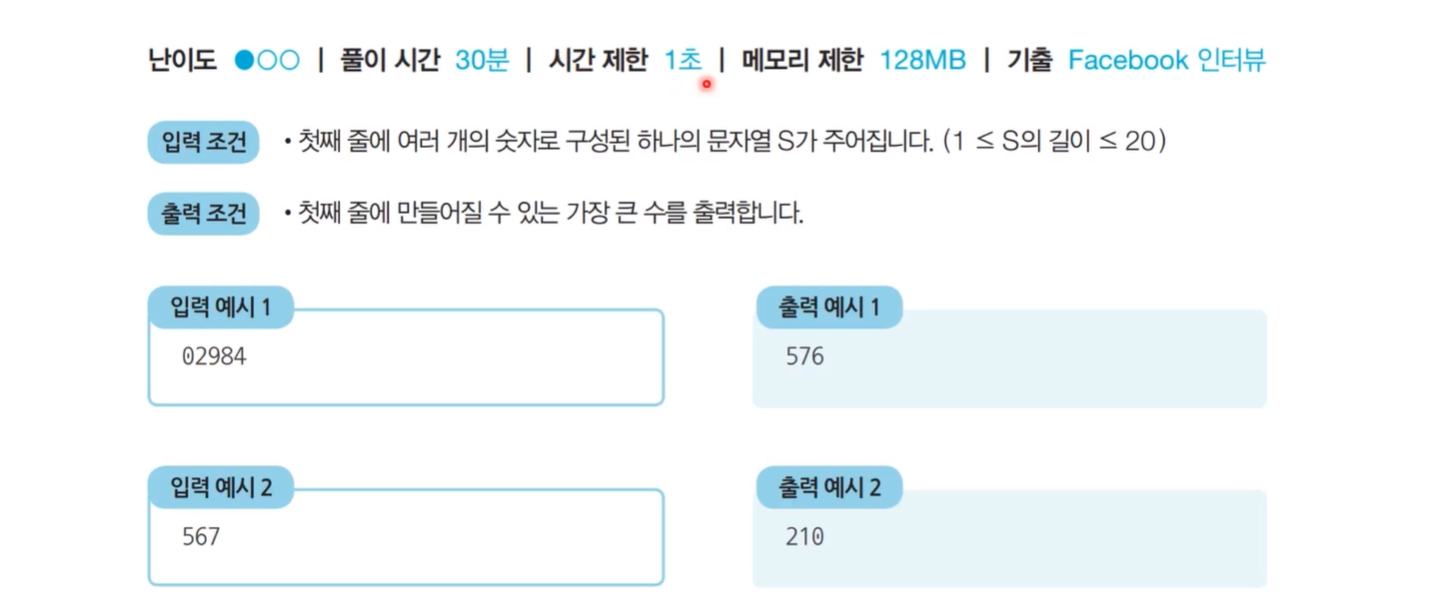 난이도 ●○○ | 풀이 시간 30분 | 시간 제한 1초 | 메모리 제한 128MB | 기출 Facebook 인터뷰
입력 조건 • 첫째 줄에 여러 개의 숫자로 구성된 하나의 문자열 S가 주어집니다. (1 ≤ S의 길이 ≤ 20)
출력 조건 • 첫째 줄에 만들어질 수 있는 가장 큰 수를 출력합니다.
입력 예시 1
02984
출력 예시 1
576
입력 예시 2
567
출력 예시 2
210